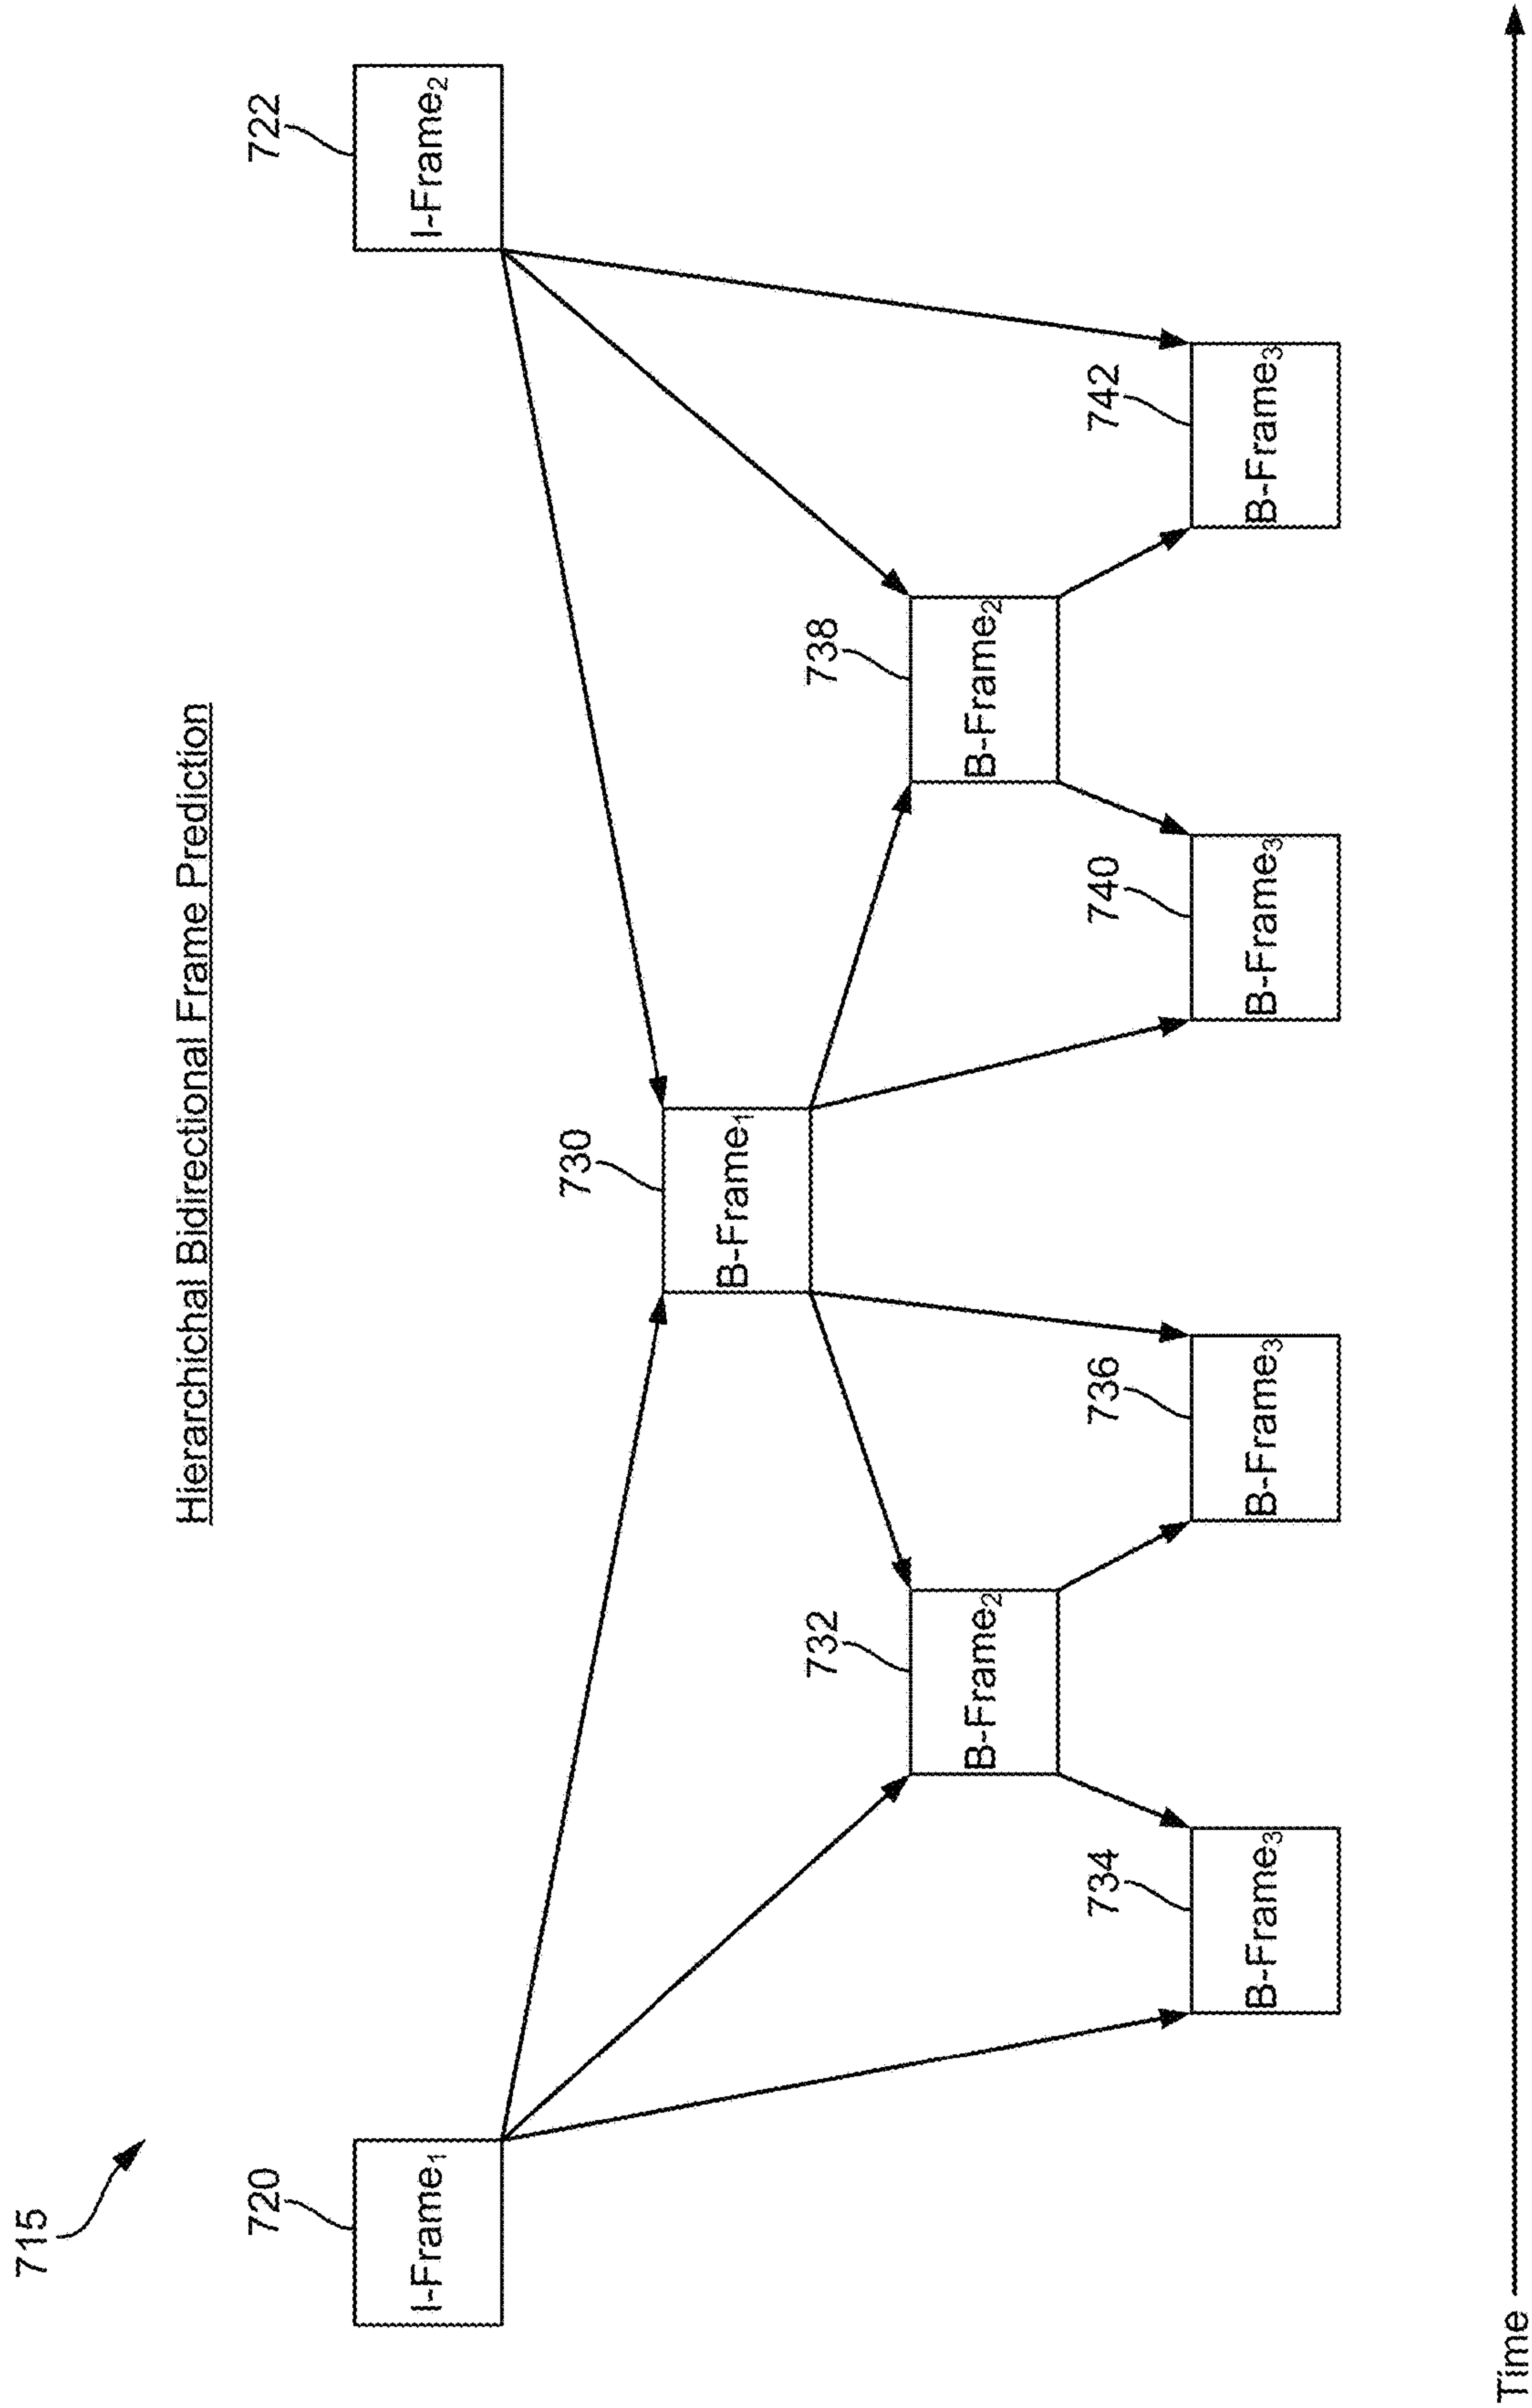 Hierarchichal Bidirectional Frame Prediction
715
720
I-Frame1
722
I-Frame2
730
B-Frame1
732
B-Frame2
738
B-Frame2
734
B-Frame3
736
B-Frame3
740
B-Frame3
742
B-Frame3
Time